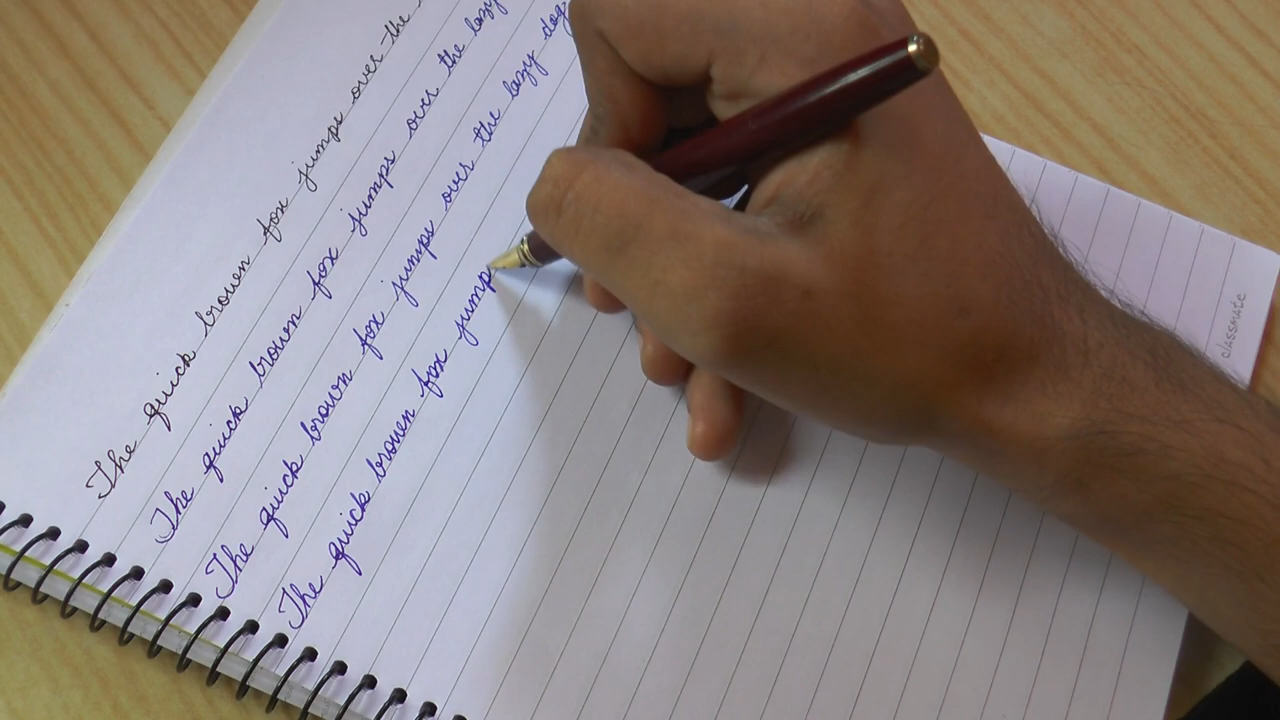 The quick brown fox jumps over the
The quick brown fox jumps over the lazy
The quick brown fox jumps over the lazy dog
The quick brown fox jump
classmate